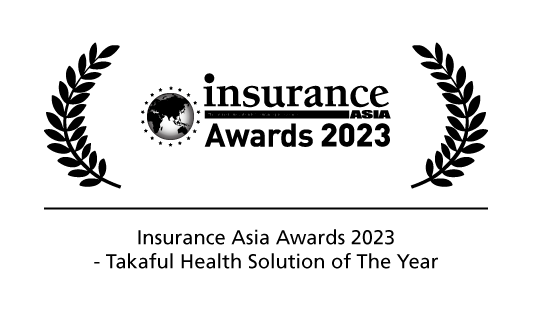 insurance
ASIA
Awards 2023
Insurance Asia Awards 2023
- Takaful Health Solution of The Year